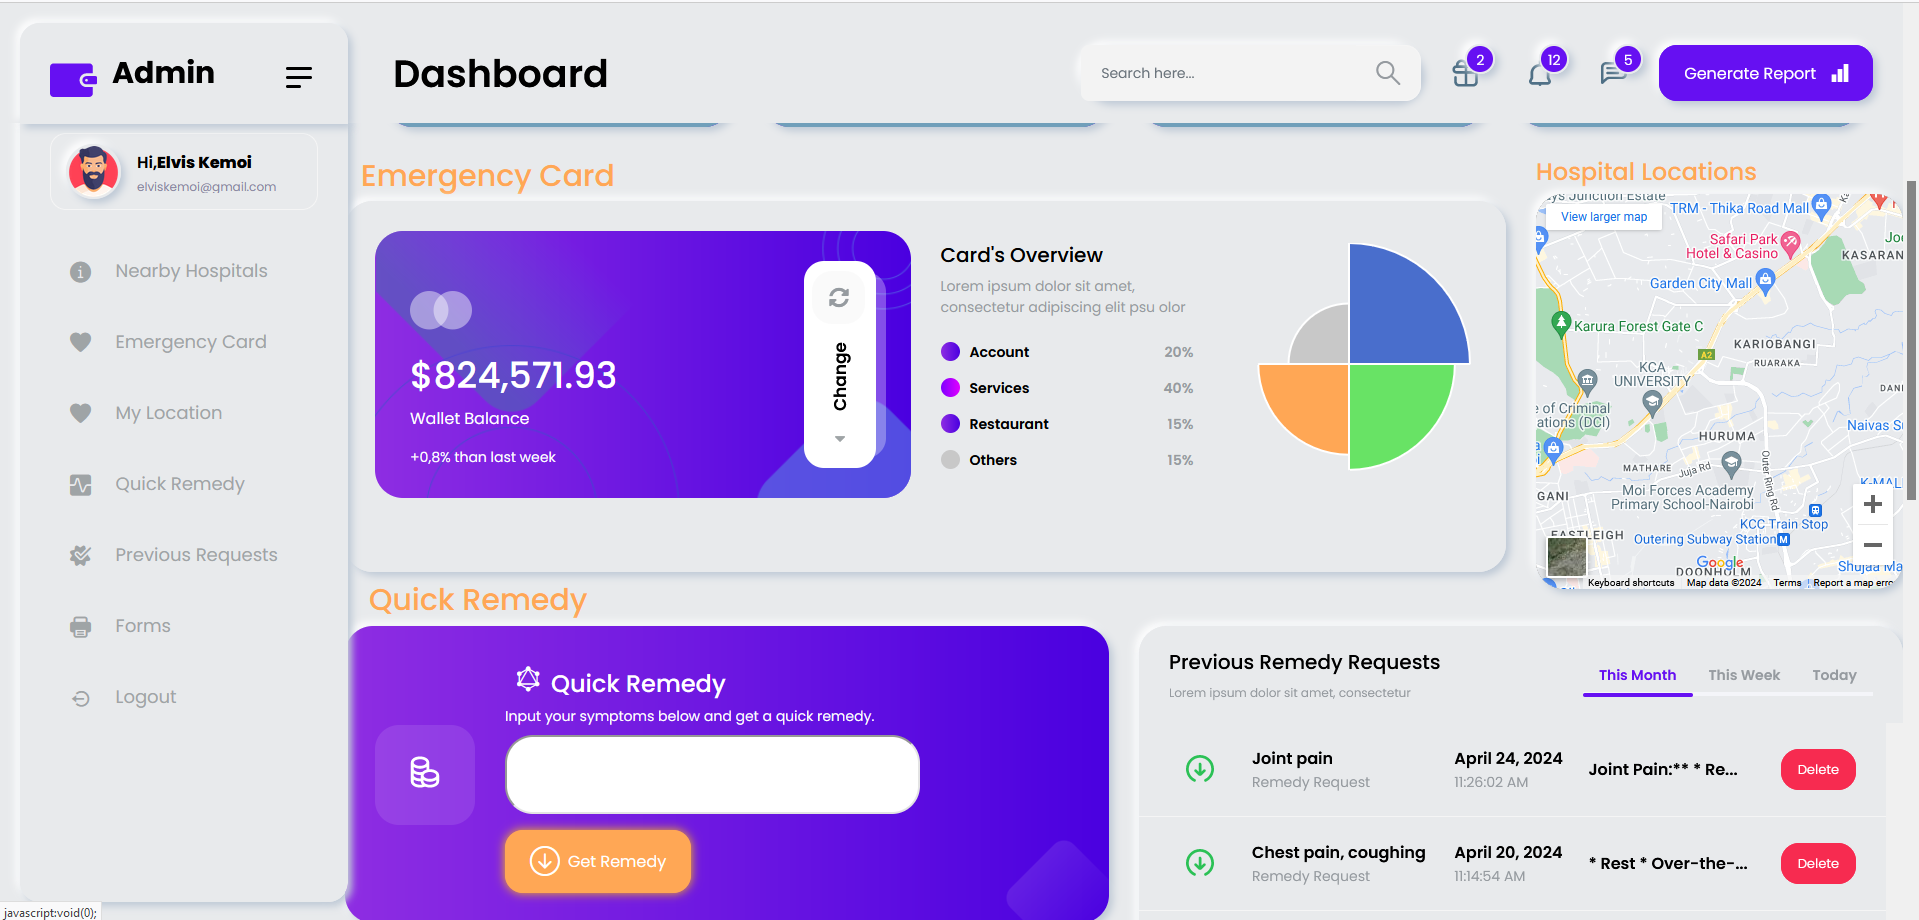 Admin
Dashboard
Search here...
2
12
5
Generate Report
Hi,Elvis Kemoi
elviskemoi@gmail.com
Nearby Hospitals
Emergency Card
My Location
Quick Remedy
Previous Requests
Forms
Logout
Emergency Card
$824,571.93
Wallet Balance
+0,8% than last week
Change
Card's Overview
Lorem ipsum dolor sit amet,
consectetur adipiscing elit psu olor
Account 20%
Services 40%
Restaurant 15%
Others 15%
Hospital Locations
Junction Estate
View larger map
TRM - Thika Road Mall
Safari Park
Hotel & Casino
KASARAN
Garden City Mall
Karura Forest Gate C
KARIOBANGI
A2
RUARAKA
KCA
UNIVERSITY
DANI
e of Criminal
ations (DCI)
HURUMA
Naivas S
MATHARE
Juja Rd
Outer Ring Rd
GANI
Moi Forces Academy
Primary School-Nairobi
K-MAL
KCC Train Stop
EASTLEIGH
Outering Subway Station
M
Google
DOONHOLM
Shujaa Ma
Keyboard shortcuts
Map data ©2024
Terms
Report a map erro
Quick Remedy
Quick Remedy
Input your symptoms below and get a quick remedy.
Get Remedy
Previous Remedy Requests
Lorem ipsum dolor sit amet, consectetur
This Month
This Week
Today
Joint pain
Remedy Request
April 24, 2024
11:26:02 AM
Joint Pain:** * Re...
Delete
Chest pain, coughing
Remedy Request
April 20, 2024
11:14:54 AM
* Rest * Over-the-...
Delete
javascript:void(0);